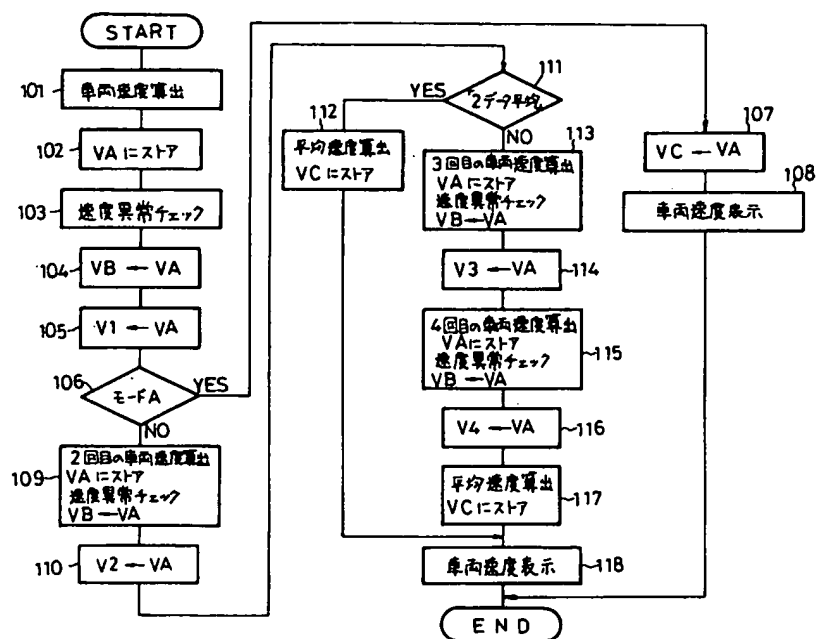 START
101
車両速度算出
102
VAにストア
103
速度異常チェック
104
VB ← VA
105
V1 ← VA
106
モードA
YES
NO
109
2回目の車両速度算出
VAにストア
速度異常チェック
VB ← VA
110
V2 ← VA
111
2データ平均
YES
NO
112
平均速度算出
VCにストア
113
3回目の車両速度算出
VAにストア
速度異常チェック
VB ← VA
V3 ← VA
114
4回目の車両速度算出
VAにストア
速度異常チェック
VB ← VA
115
V4 ← VA
116
平均速度算出
VCにストア
117
車両速度表示
118
END
107
VC ← VA
108
車両速度表示